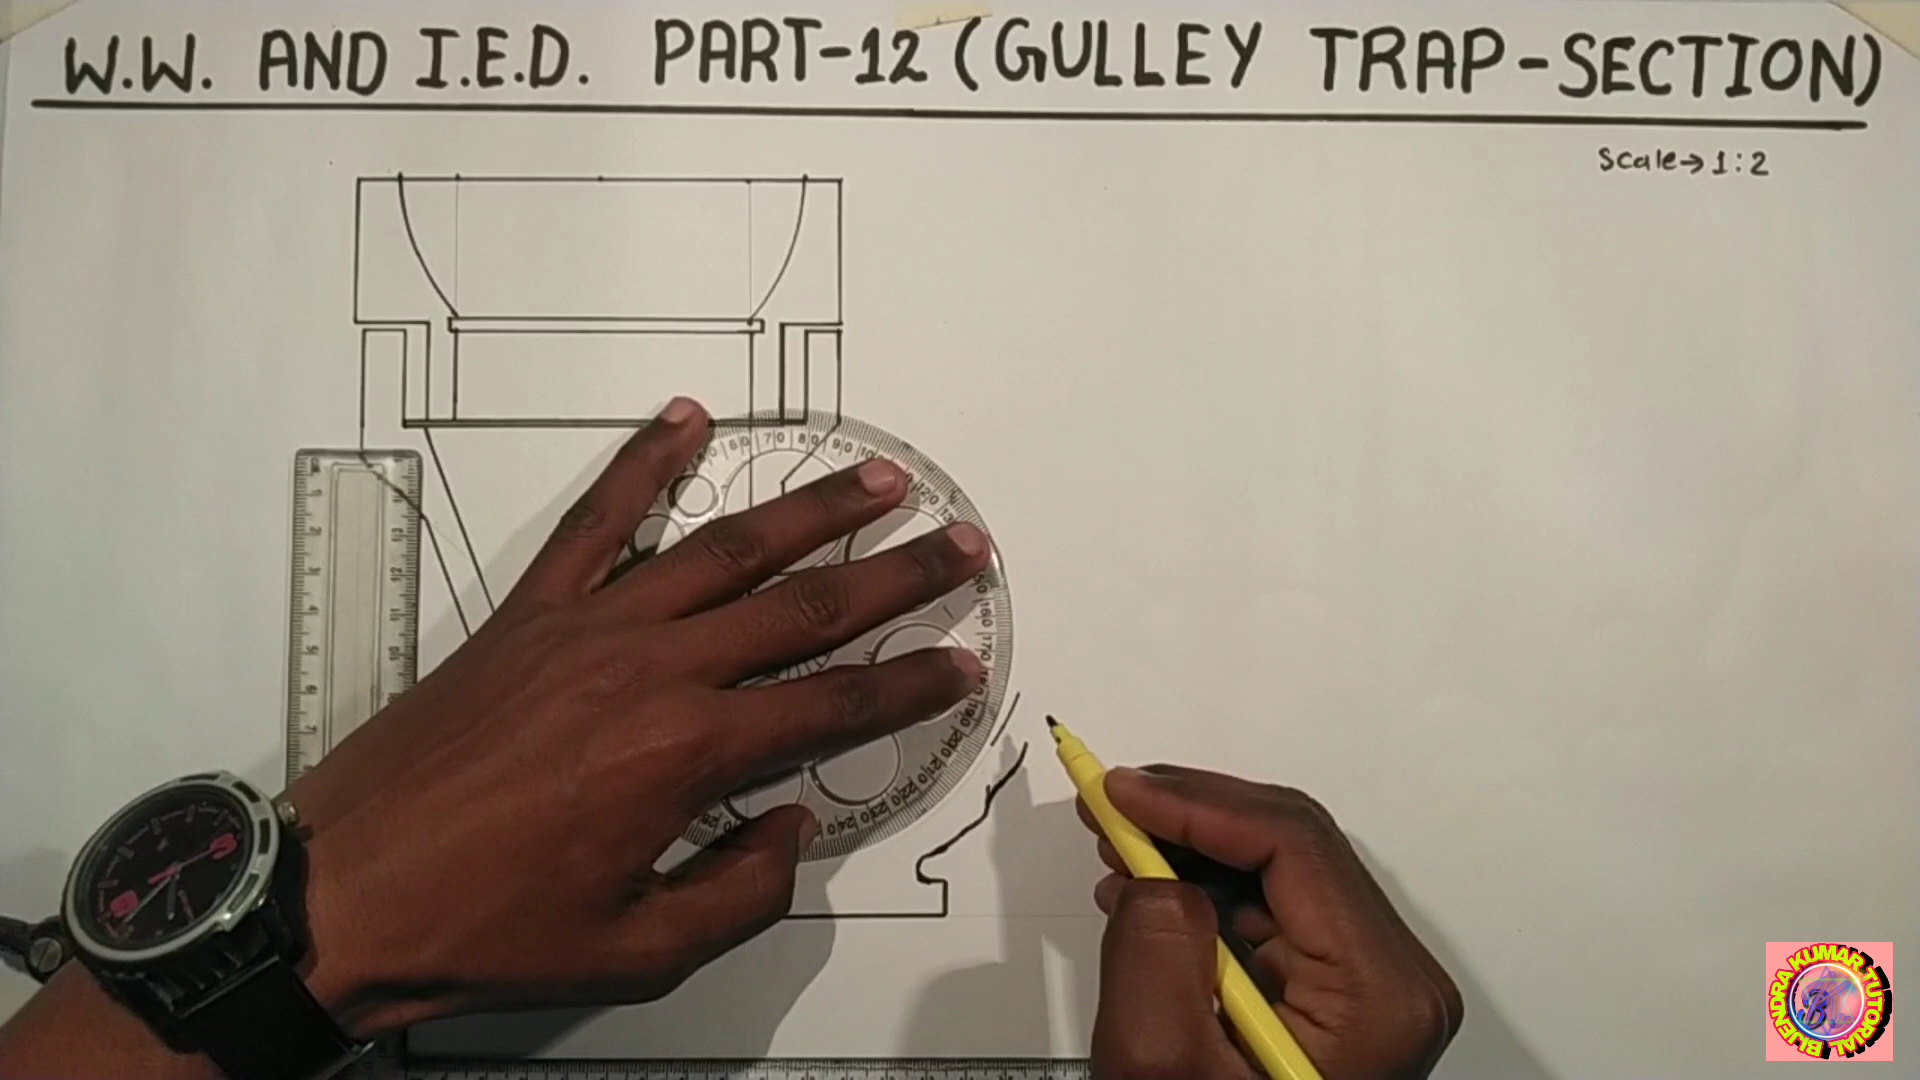 W.W. AND I.E.D. PART-12 (GULLEY TRAP-SECTION)
Scale→1:2
BIJENDRA KUMAR TUTORIAL